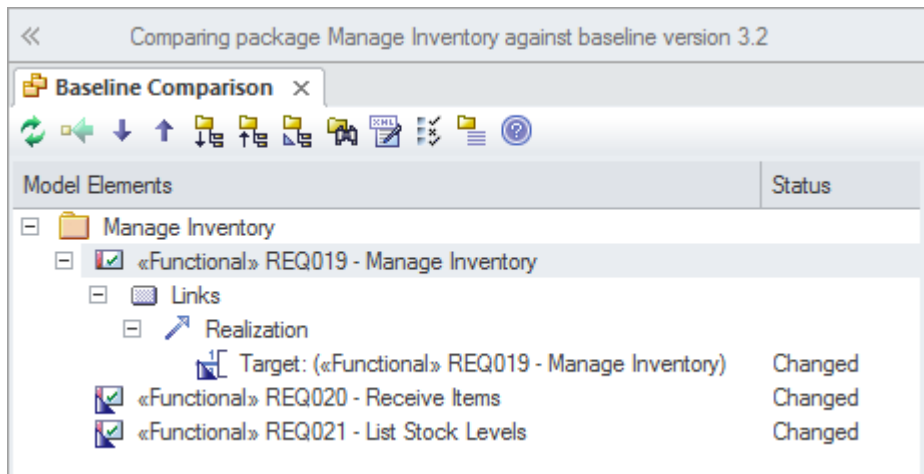 Comparing package Manage Inventory against baseline version 3.2
Baseline Comparison
XML
Model Elements Status
Manage Inventory
«Functional» REQ019 - Manage Inventory
Links
Realization
Target: («Functional» REQ019 - Manage Inventory) Changed
«Functional» REQ020 - Receive Items Changed
«Functional» REQ021 - List Stock Levels Changed